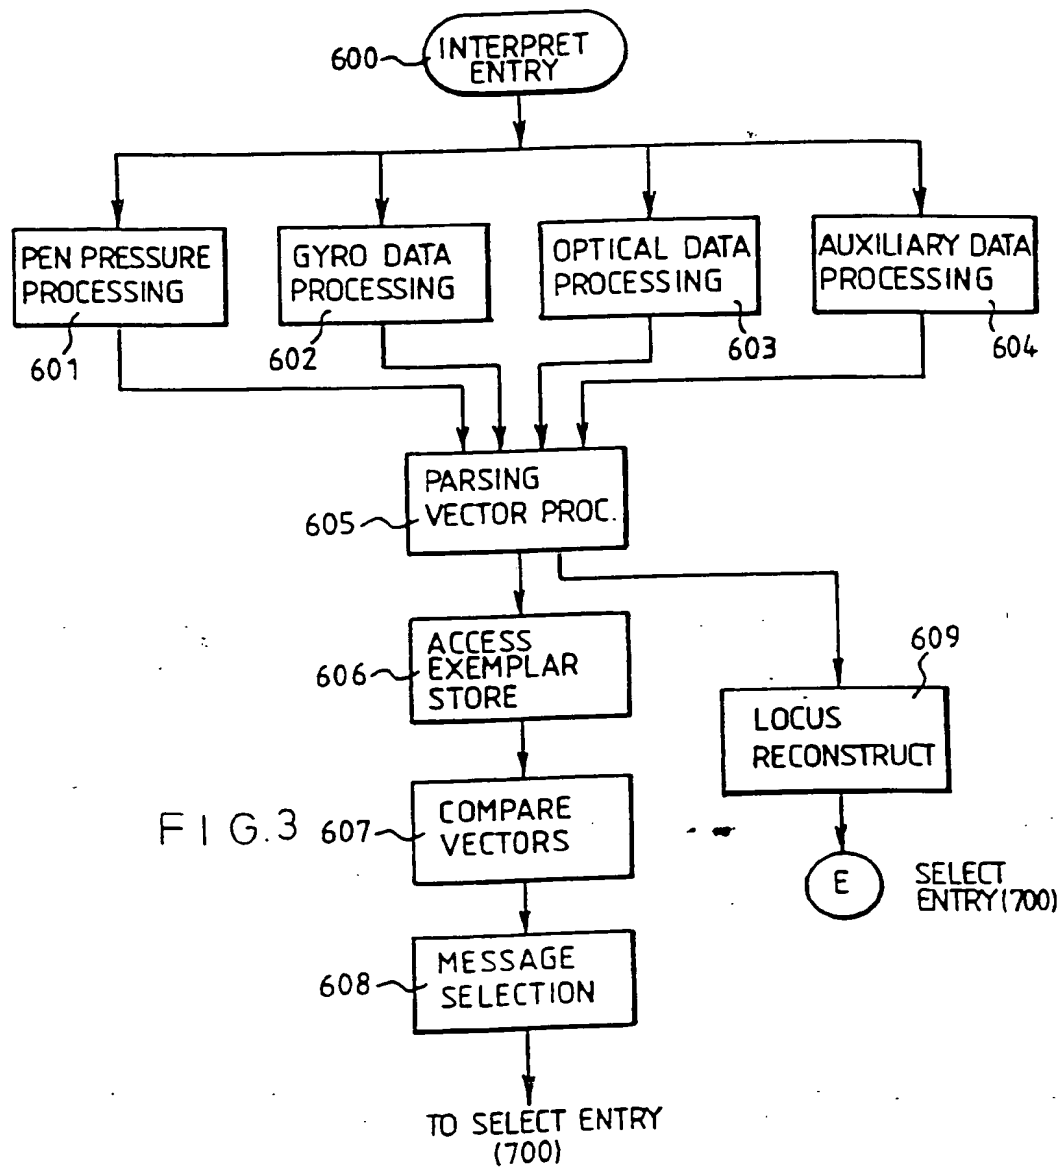 600
INTERPRET
ENTRY
PEN PRESSURE
PROCESSING
601
GYRO DATA
PROCESSING
602
OPTICAL DATA
PROCESSING
603
AUXILIARY DATA
PROCESSING
604
PARSING
VECTOR PROC.
605
ACCESS
EXEMPLAR
STORE
606
609
LOCUS
RECONSTRUCT
FIG.3
607
COMPARE
VECTORS
E
SELECT
ENTRY(700)
608
MESSAGE
SELECTION
TO SELECT ENTRY
(700)